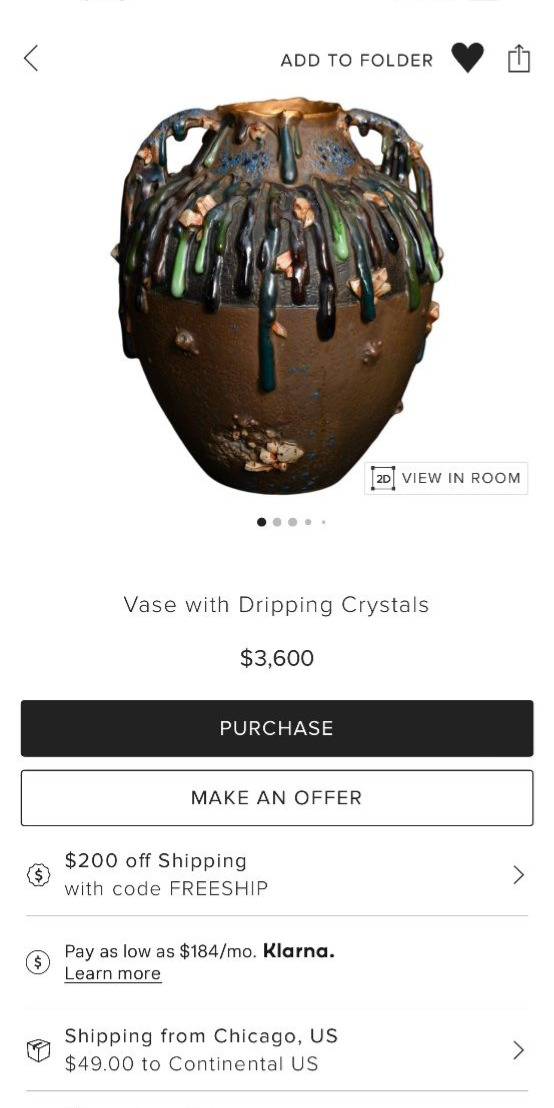 ADD TO FOLDER
2D VIEW IN ROOM
Vase with Dripping Crystals
$3,600
PURCHASE
MAKE AN OFFER
$ $200 off Shipping
with code FREESHIP
$ Pay as low as $184/mo. Klarna.
Learn more
Shipping from Chicago, US
$49.00 to Continental US